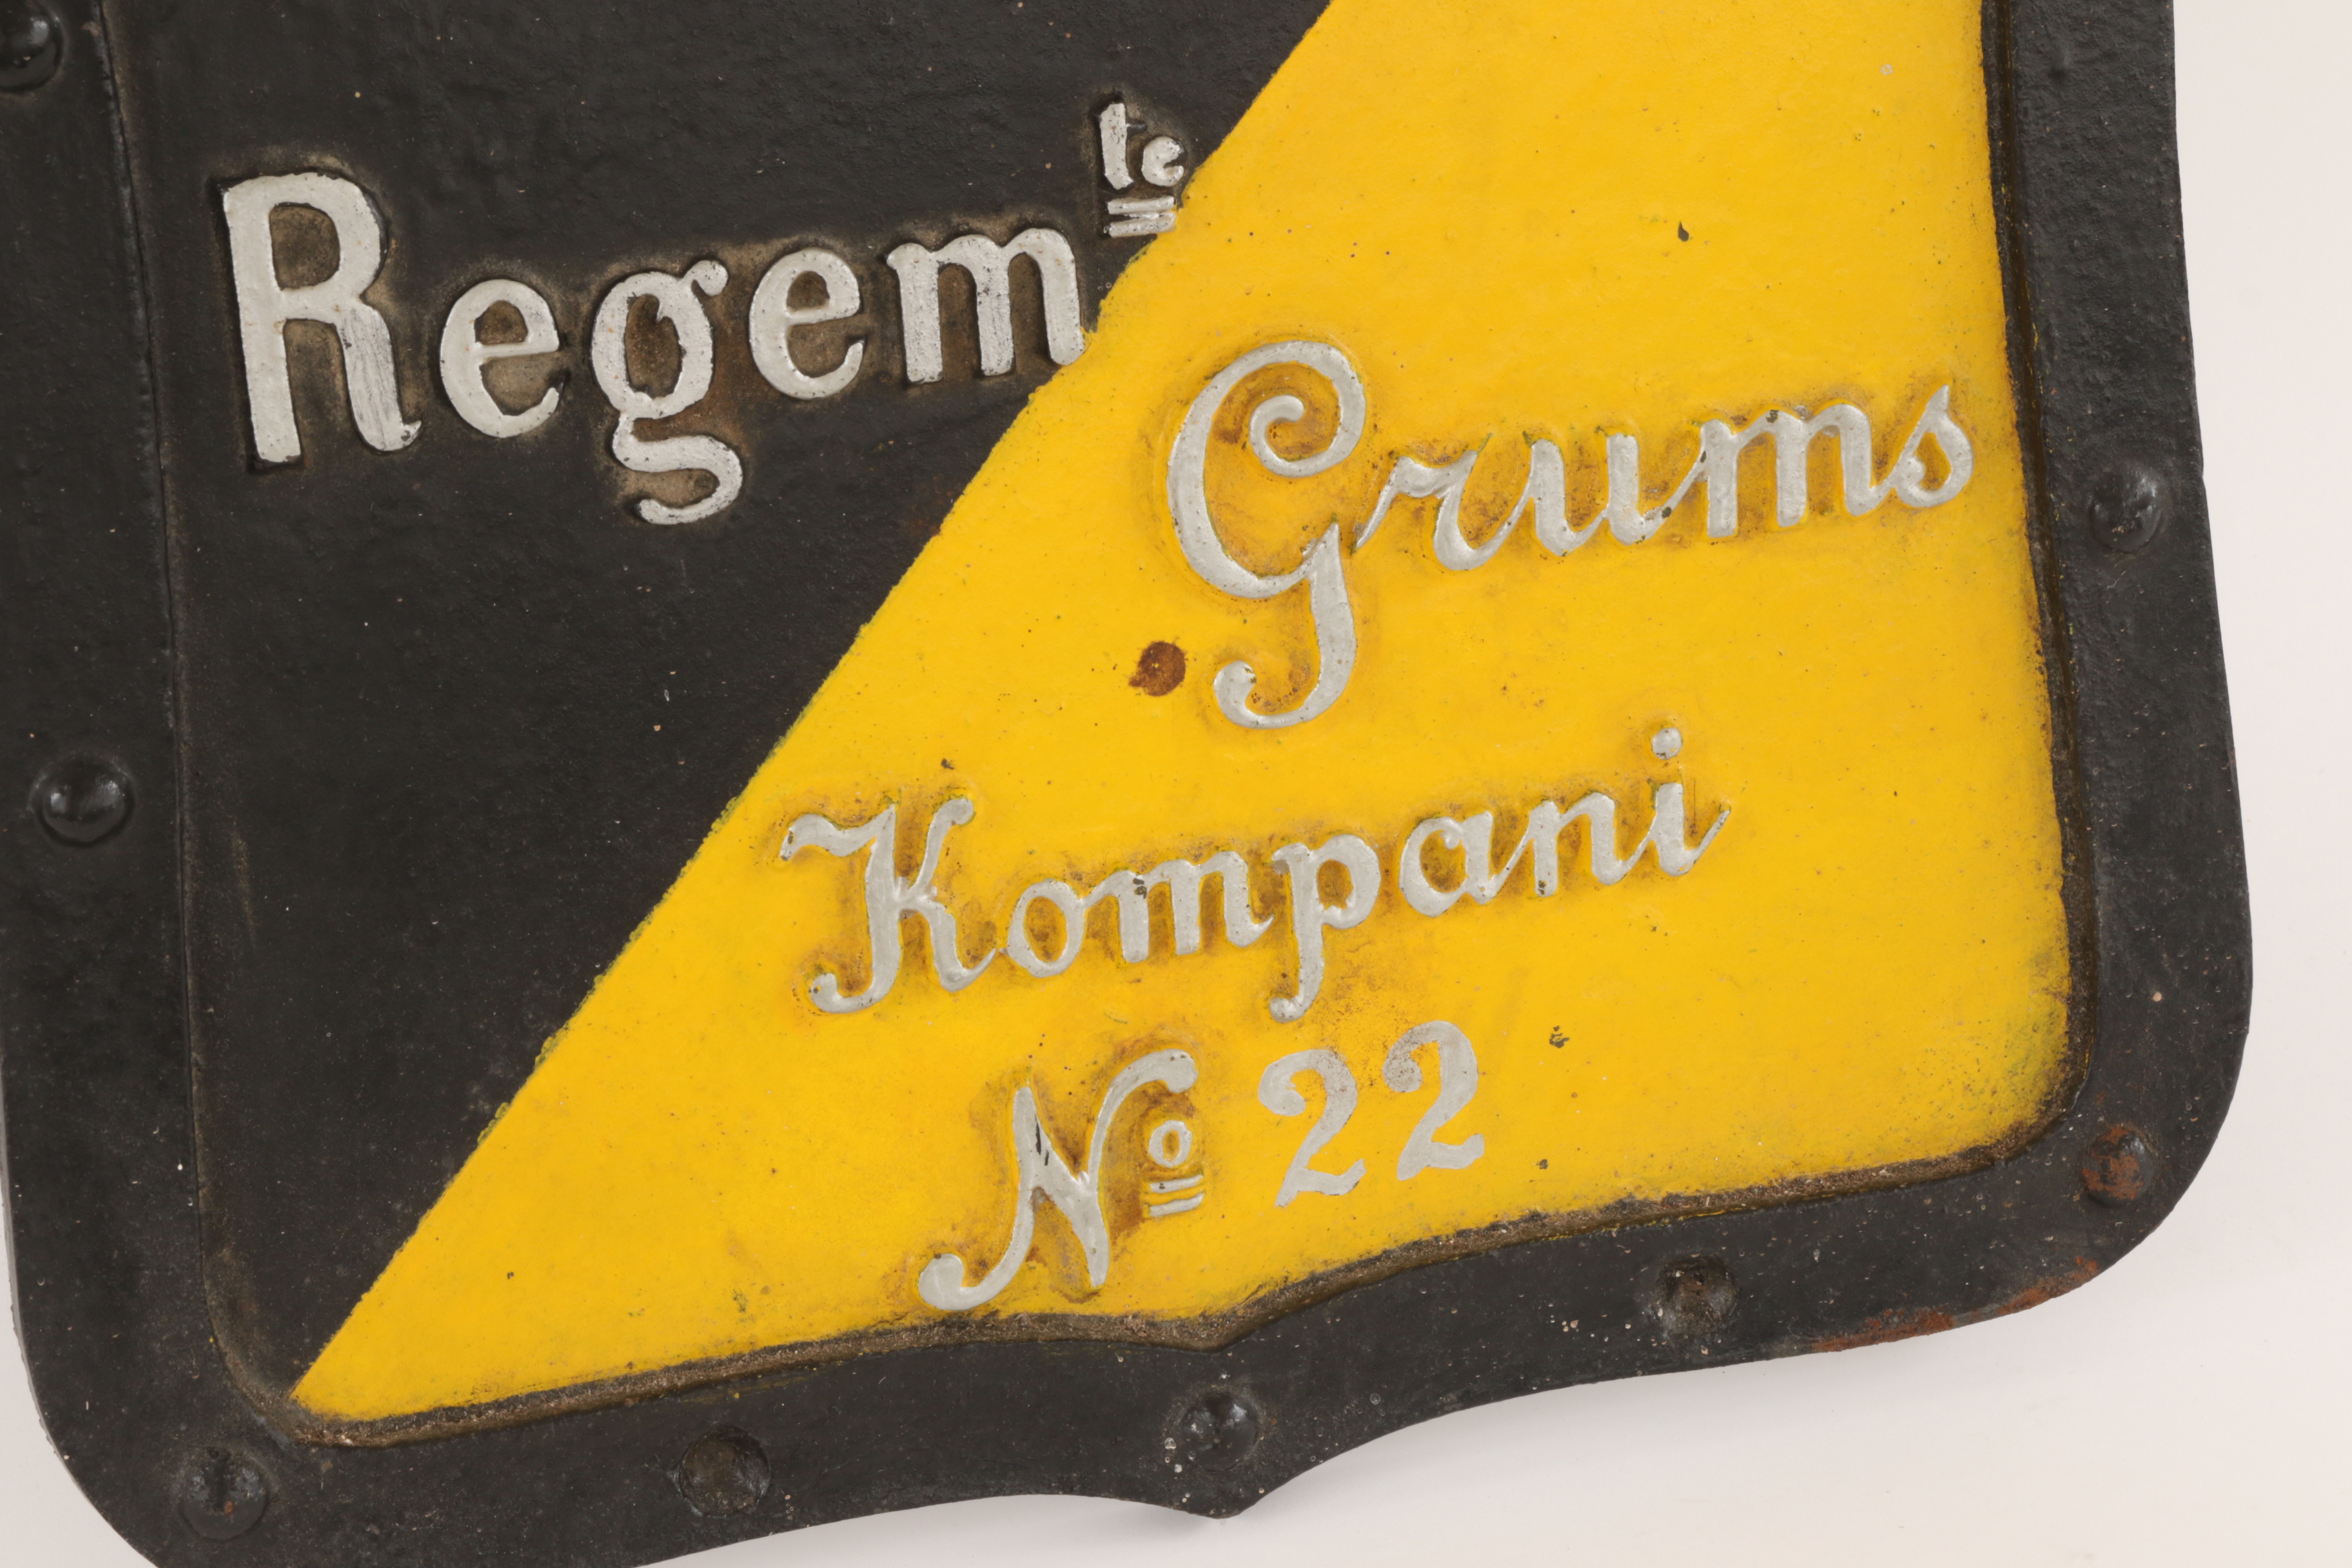 Regemte
Grums
Kompani
No 22